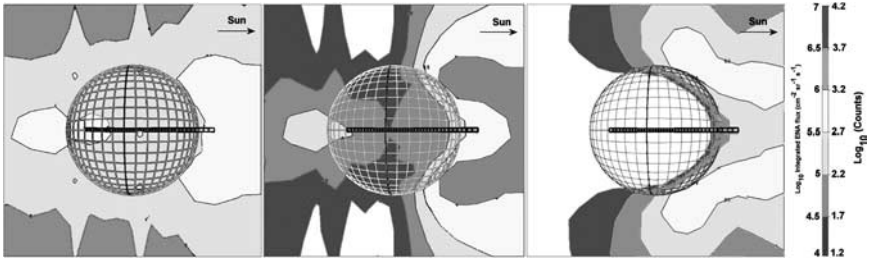 Sun
Sun
Sun
7 4.2
6.5 3.7
6 3.2
5.5 2.7
5 2.2
4.5 1.7
4 1.2
Log10 Integrated ENA flux (cm-2 sr-1 s-1)
Log10 (Counts)